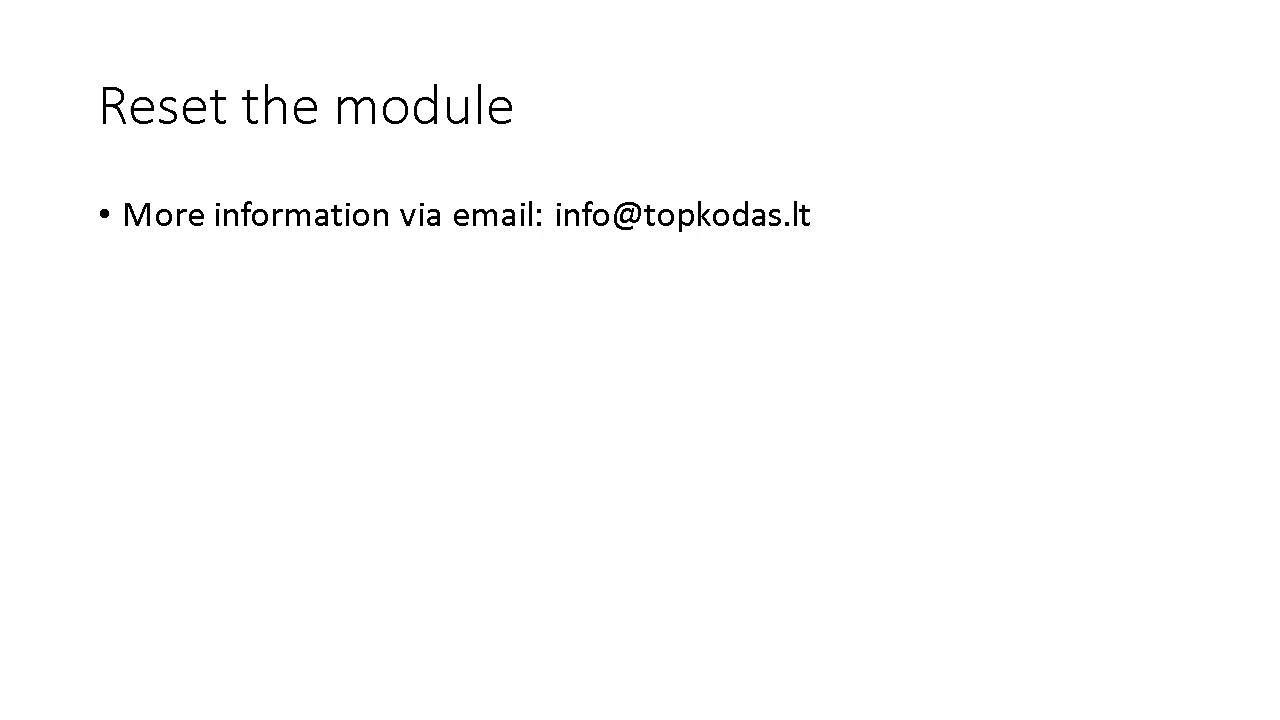 Reset the module
• More information via email: info@topkodas.lt